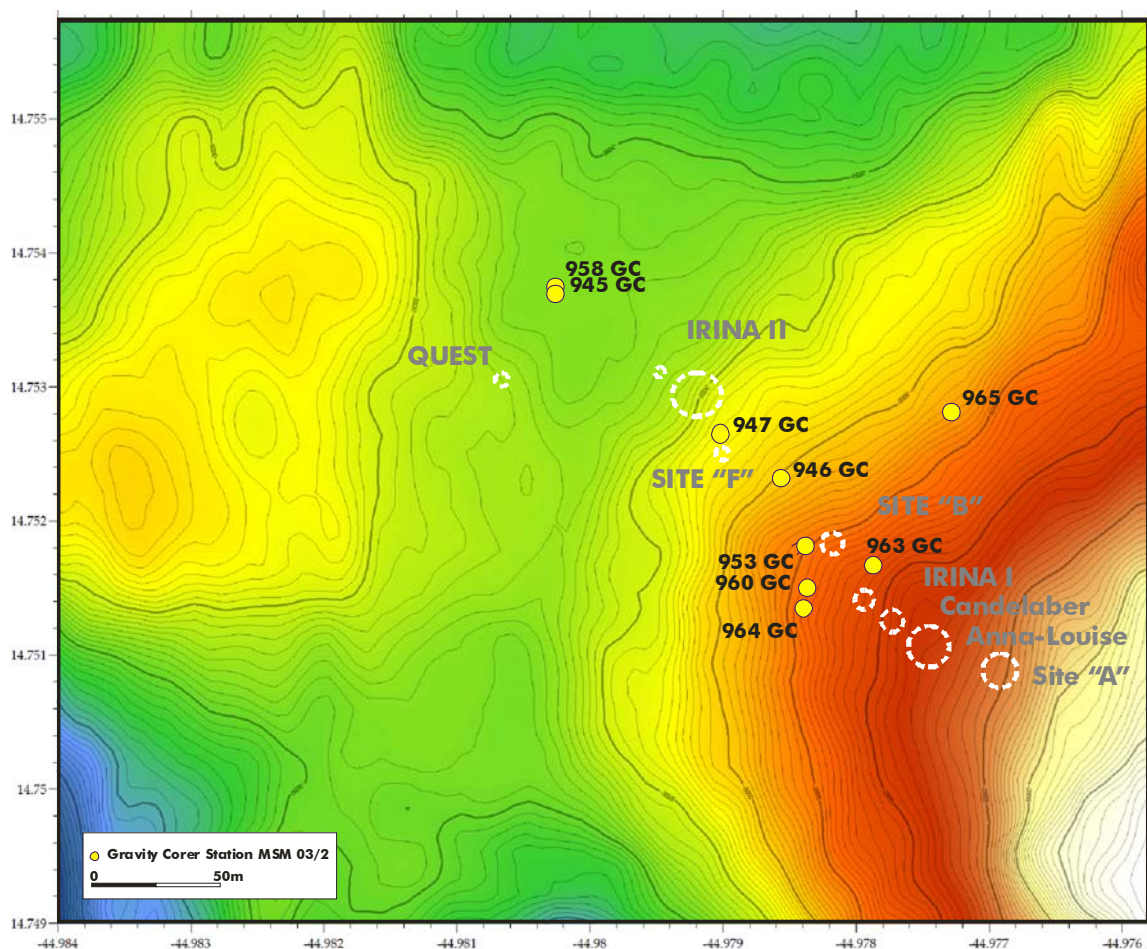 14.755
14.754
958 GC
945 GC
IRINA II
QUEST
14.753
965 GC
947 GC
946 GC
SITE “F”
SITE “B”
14.752
963 GC
953 GC
960 GC
IRINA I
Candelaber
964 GC
Anna-Louise
14.751
Site “A”
14.75
Gravity Corer Station MSM 03/2
0 50m
14.749
-44.984 -44.983 -44.982 -44.981 -44.98 -44.979 -44.978 -44.977